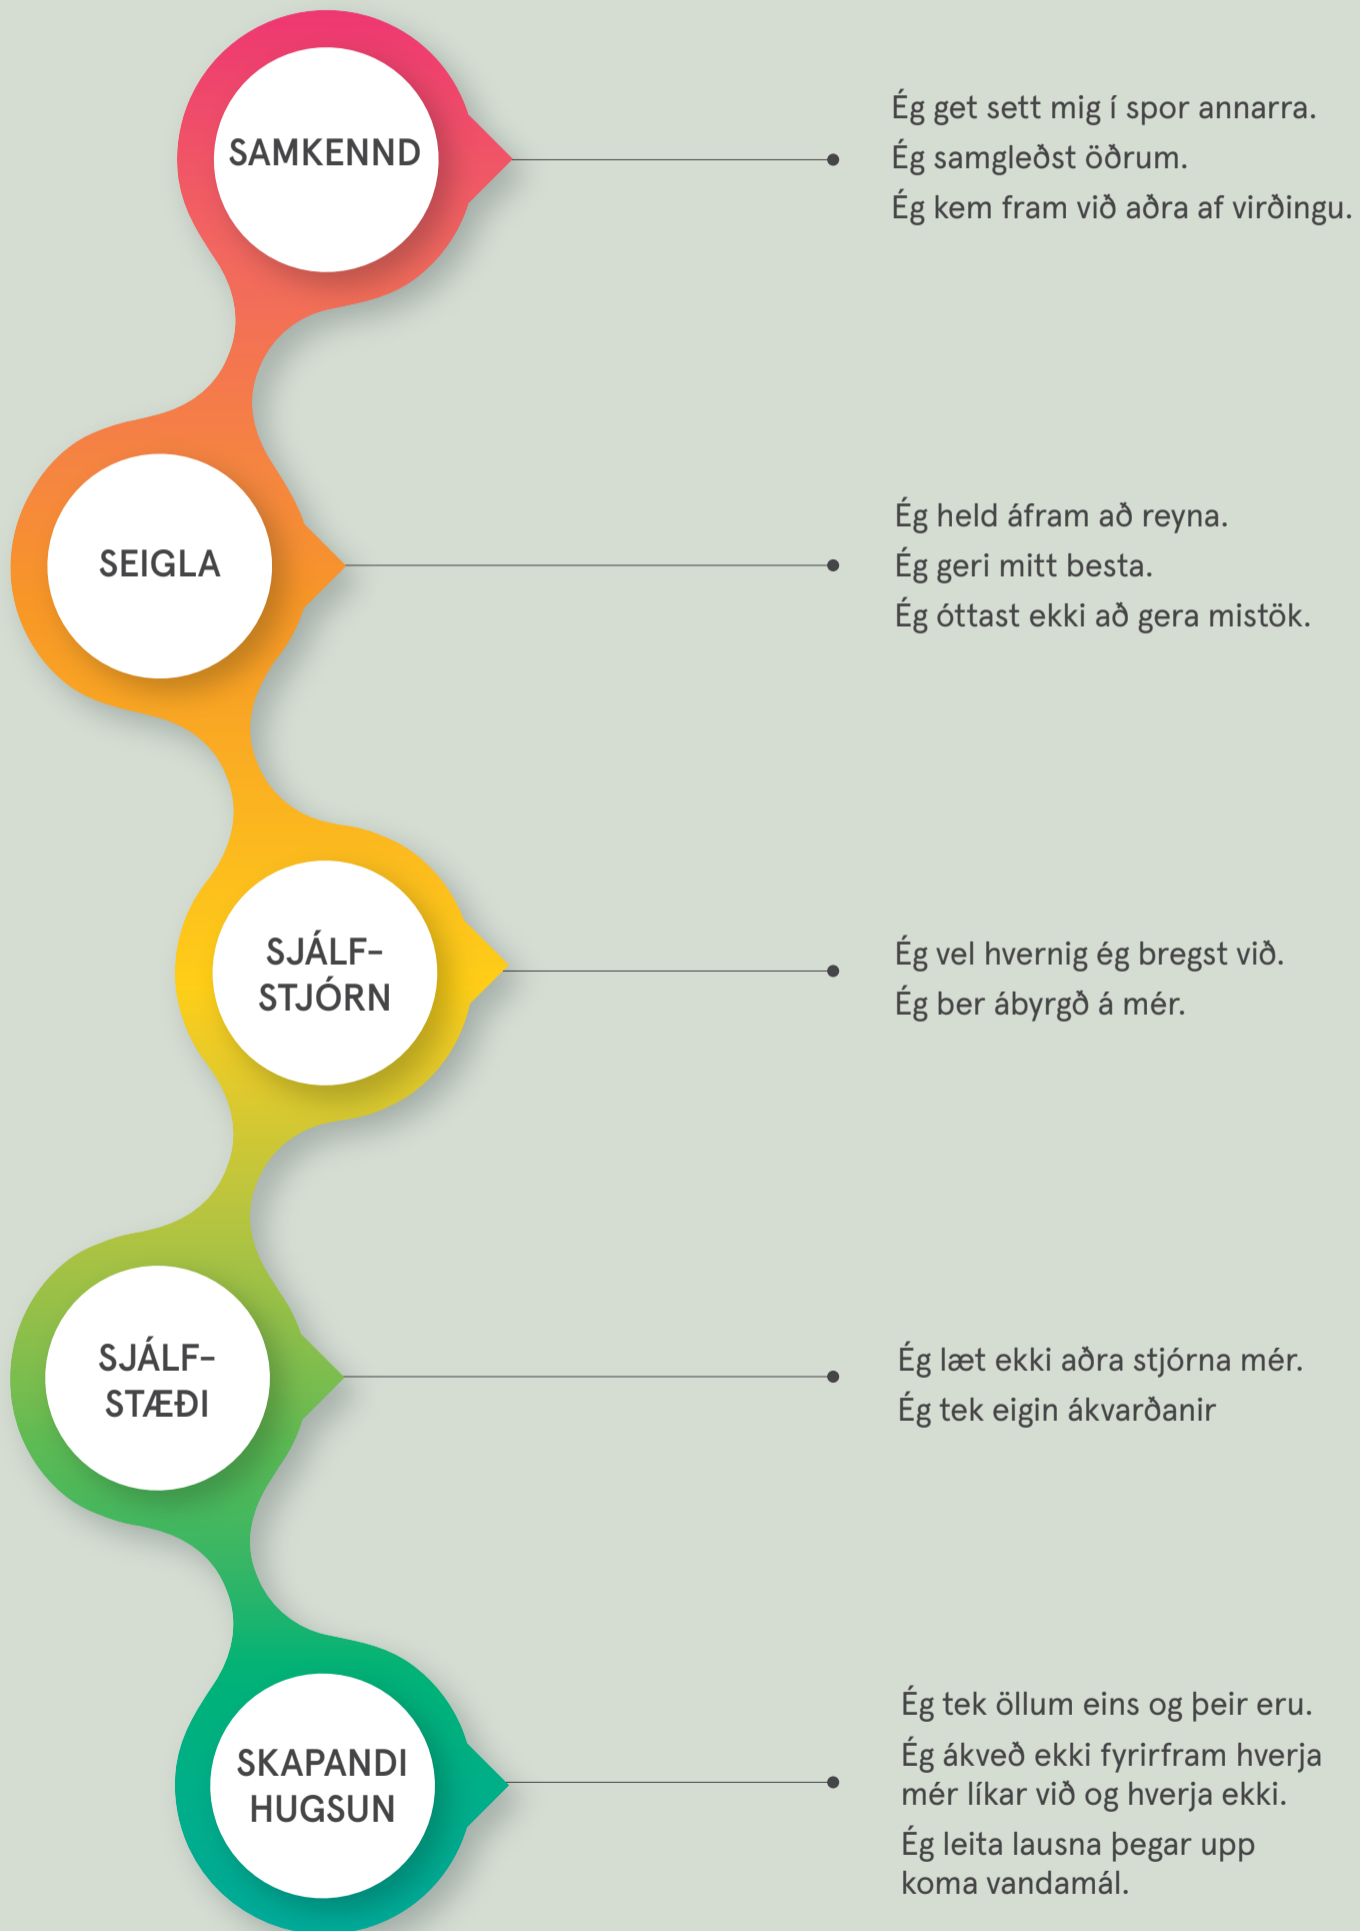 SAMKENND
Ég get sett mig í spor annarra.
Ég samgleðst öðrum.
Ég kem fram við aðra af virðingu.
SEIGLA
Ég held áfram að reyna.
Ég geri mitt besta.
Ég óttast ekki að gera mistök.
SJÁLF-
STJÓRN
Ég vel hvernig ég bregst við.
Ég ber ábyrgð á mér.
SJÁLF-
STÆÐI
Ég læt ekki aðra stjórna mér.
Ég tek eigin ákvarðanir
SKAPANDI
HUGSUN
Ég tek öllum eins og þeir eru.
Ég ákveð ekki fyrirfram hverja
mér líkar við og hverja ekki.
Ég leita lausna þegar upp
koma vandamál.